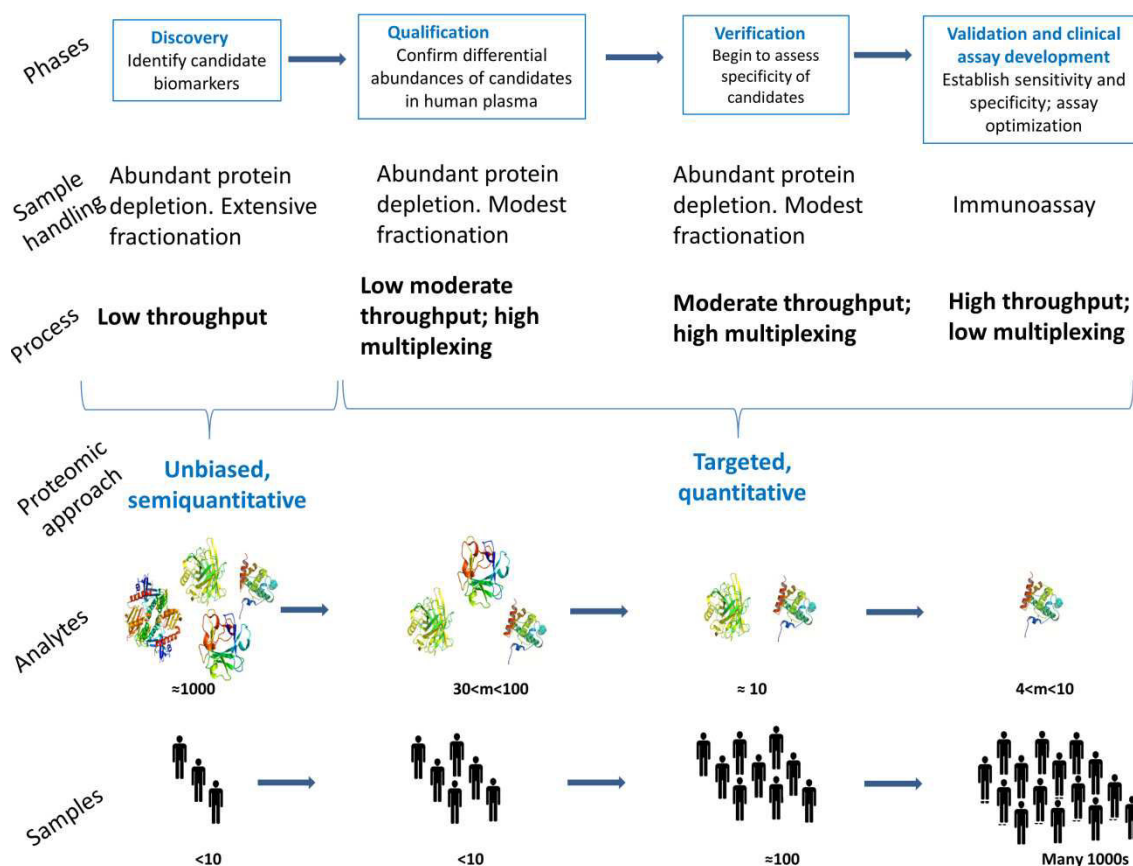 Phases
Discovery
Identify candidate
biomarkers
Qualification
Confirm differential
abundances of candidates
in human plasma
Verification
Begin to assess
specificity of
candidates
Validation and clinical
assay development
Establish sensitivity and
specificity; assay
optimization
Sample
handling
Abundant protein
depletion. Extensive
fractionation
Abundant protein
depletion. Modest
fractionation
Abundant protein
depletion. Modest
fractionation
Immunoassay
Process
Low throughput
Low moderate
throughput; high
multiplexing
Moderate throughput;
high multiplexing
High throughput;
low multiplexing
Proteomic
approach
Unbiased,
semiquantitative
Targeted,
quantitative
Analytes
≈1000
30<m<100
≈ 10
4<m<10
Samples
<10
<10
≈100
Many 1000s